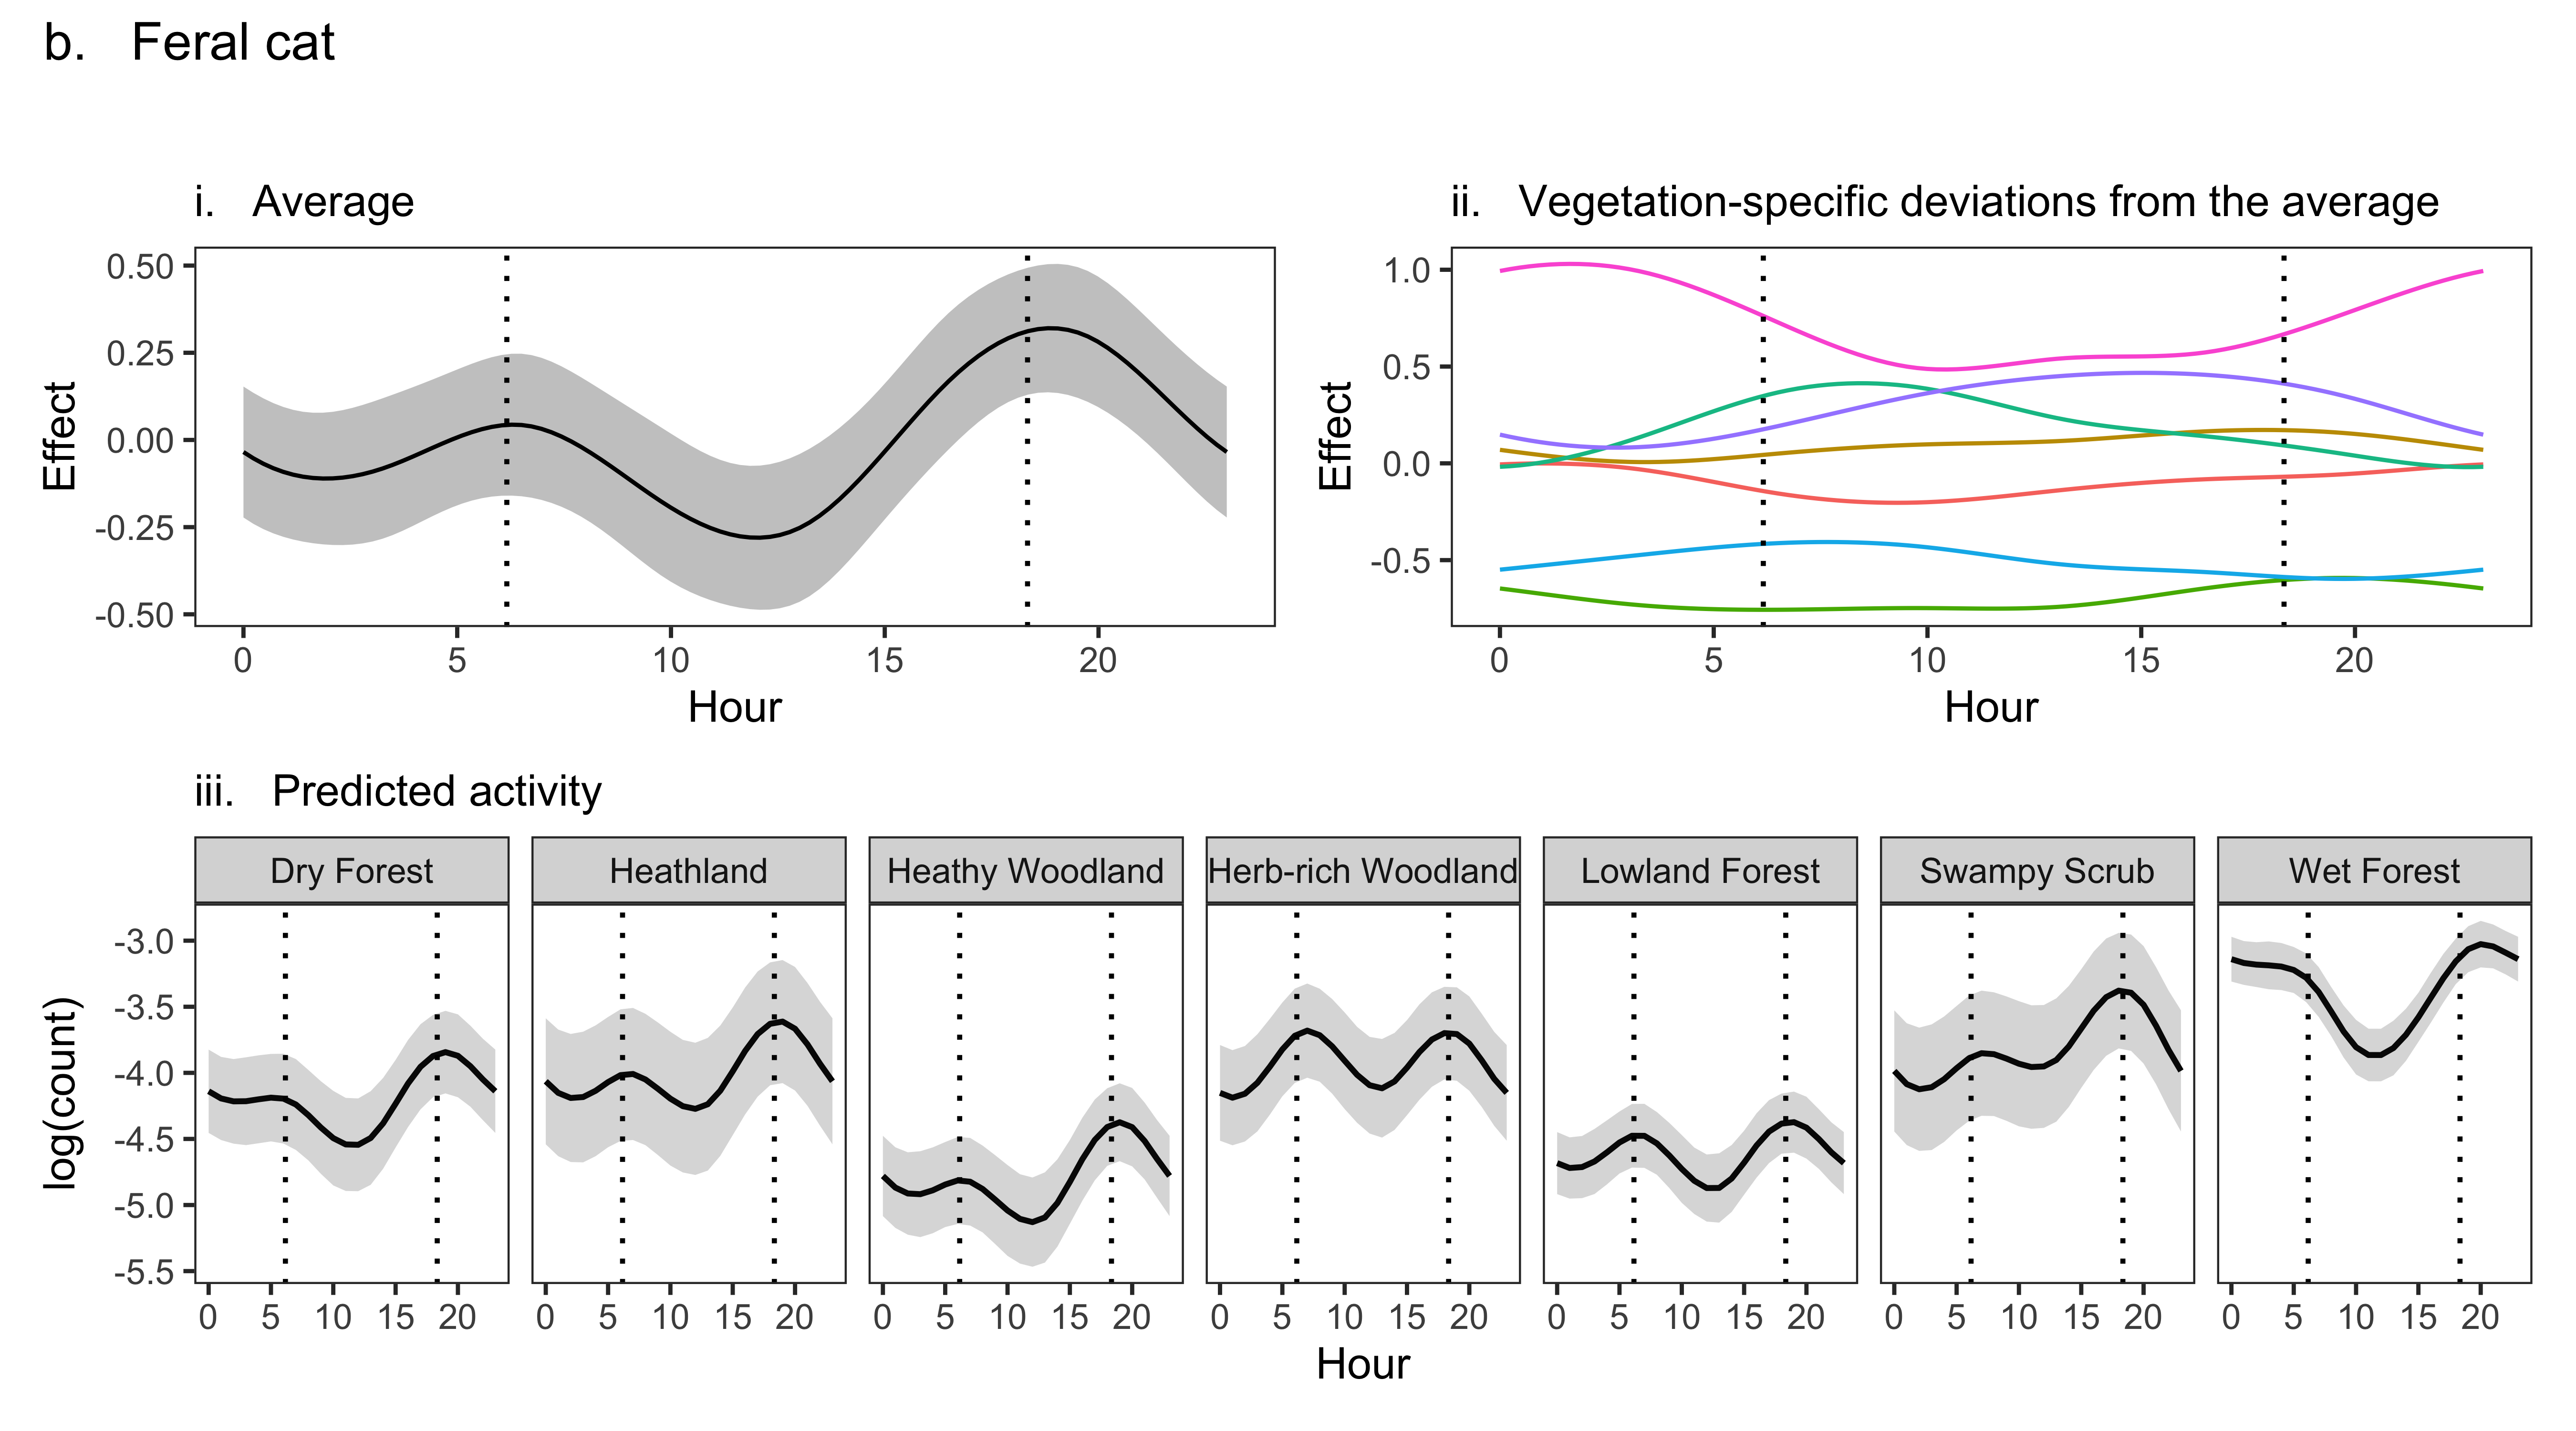 b. Feral cat
i. Average
0.50
0.25
0.00
-0.25
-0.50
Effect
0 5 10 15 20
Hour
ii. Vegetation-specific deviations from the average
1.0
0.5
0.0
-0.5
Effect
0 5 10 15 20
Hour
iii. Predicted activity
Dry Forest Heathland Heathy Woodland Herb-rich Woodland Lowland Forest Swampy Scrub Wet Forest
-3.0
-3.5
-4.0
-4.5
-5.0
-5.5
log(count)
0 5 10 15 20 0 5 10 15 20 0 5 10 15 20 0 5 10 15 20 0 5 10 15 20 0 5 10 15 20 0 5 10 15 20
Hour